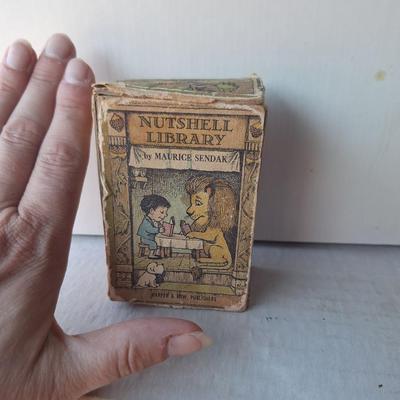 NUTSHELL
LIBRARY
by MAURICE SENDAK
HARPER & ROW, PUBLISHERS